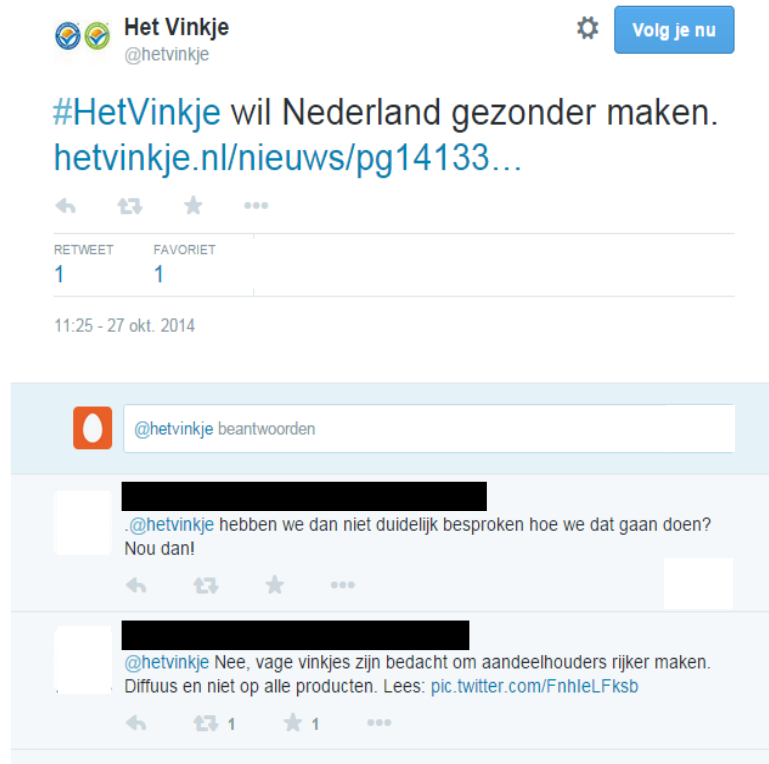 Het Vinkje
@hetvinkje
Volg je nu
#HetVinkje wil Nederland gezonder maken.
hetvinkje.nl/nieuws/pg14133...
RETWEET FAVORIET
1 1
11:25 - 27 okt. 2014
@hetvinkje beantwoorden
.@hetvinkje hebben we dan niet duidelijk besproken hoe we dat gaan doen?
Nou dan!
@hetvinkje Nee, vage vinkjes zijn bedacht om aandeelhouders rijker maken.
Diffuus en niet op alle producten. Lees: pic.twitter.com/FnhIeLFksb
1 1